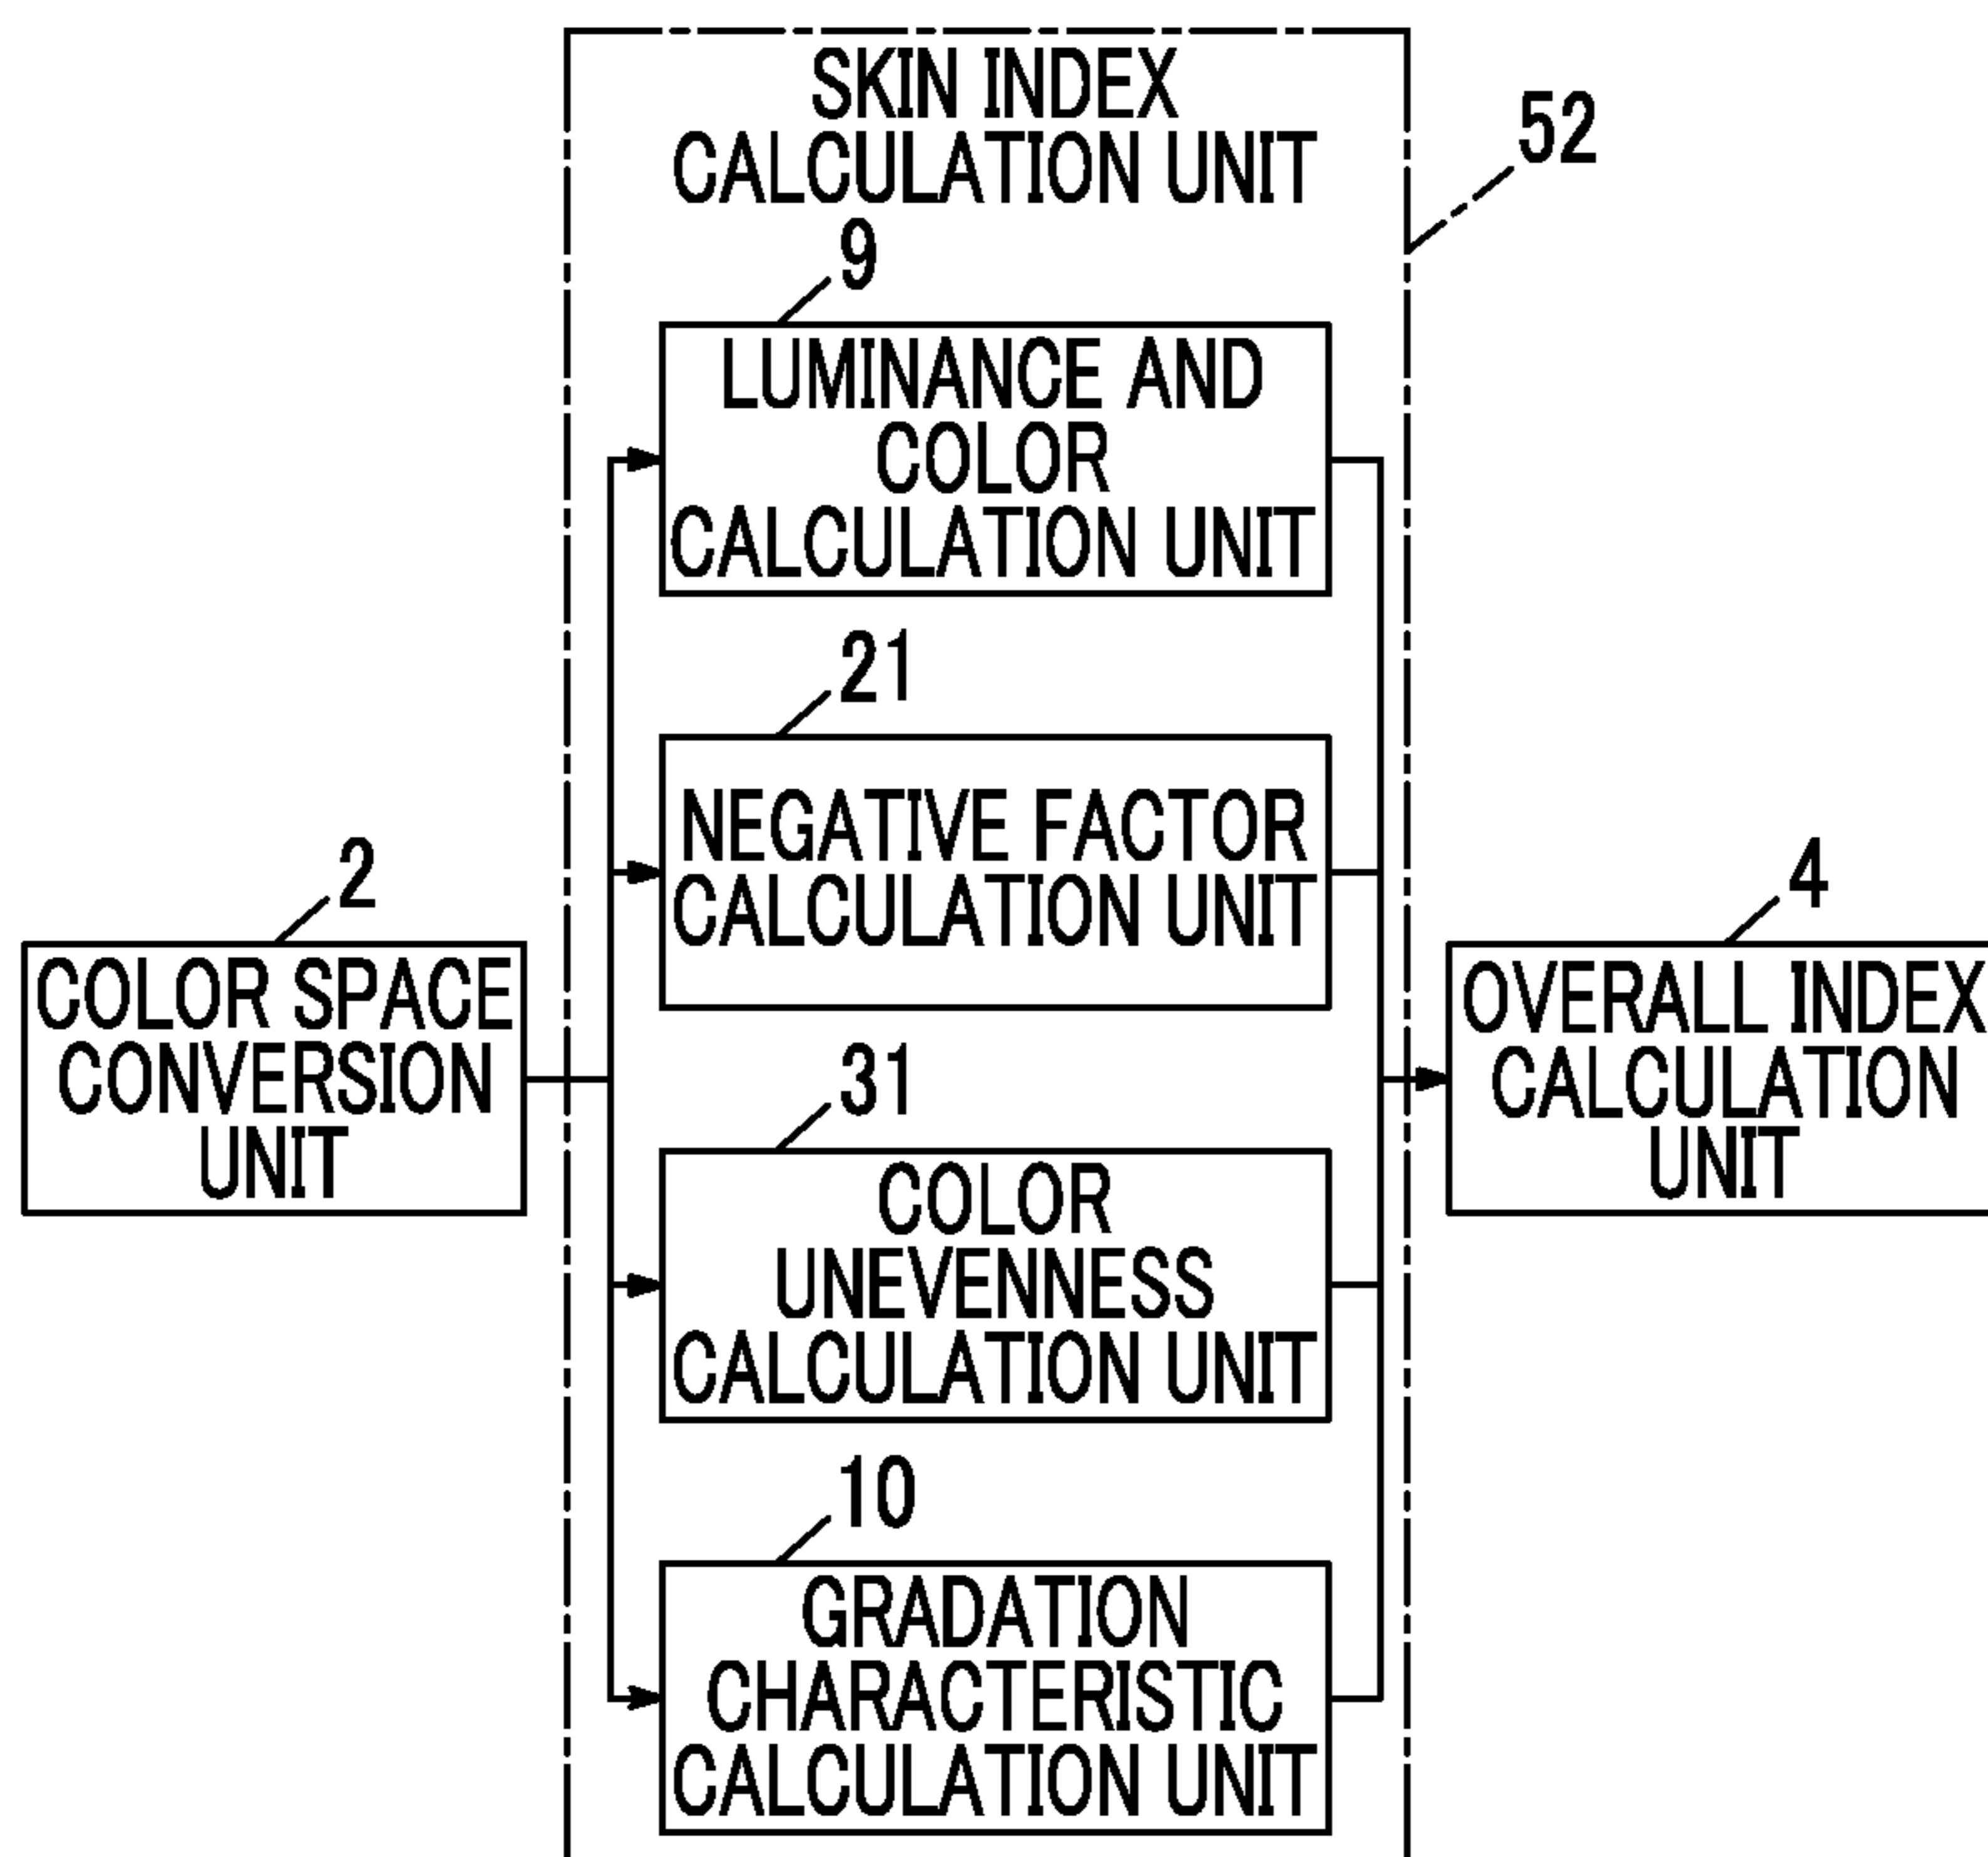 SKIN INDEX
CALCULATION UNIT
52
9
LUMINANCE AND
COLOR
CALCULATION UNIT
21
NEGATIVE FACTOR
CALCULATION UNIT
2
COLOR SPACE
CONVERSION
UNIT
4
OVERALL INDEX
CALCULATION
UNIT
31
COLOR
UNEVENNESS
CALCULATION UNIT
10
GRADATION
CHARACTERISTIC
CALCULATION UNIT